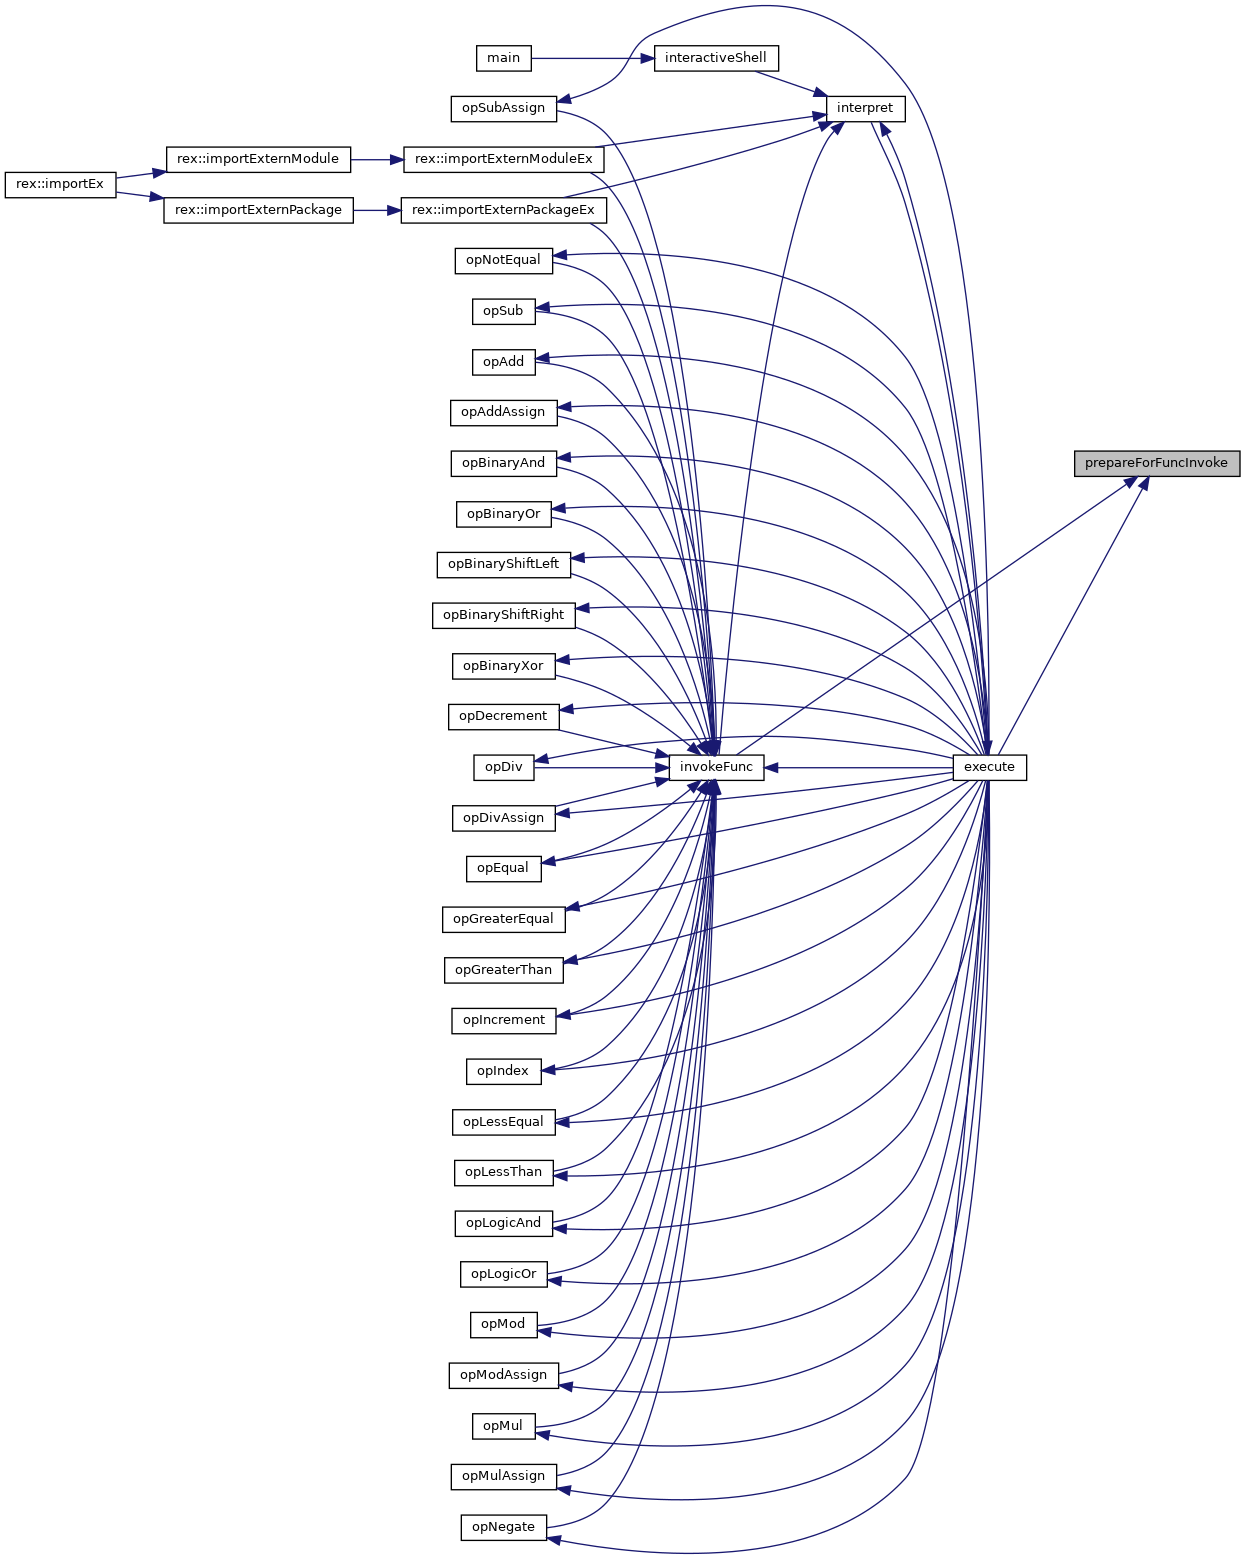 main
interactiveShell
opSubAssign
interpret
rex::importExternModule
rex::importExternModuleEx
rex::importEx
rex::importExternPackage
rex::importExternPackageEx
opNotEqual
opSub
opAdd
opAddAssign
opBinaryAnd
prepareForFuncInvoke
opBinaryOr
opBinaryShiftLeft
opBinaryShiftRight
opBinaryXor
opDecrement
opDiv
invokeFunc
execute
opDivAssign
opEqual
opGreaterEqual
opGreaterThan
opIncrement
opIndex
opLessEqual
opLessThan
opLogicAnd
opLogicOr
opMod
opModAssign
opMul
opMulAssign
opNegate